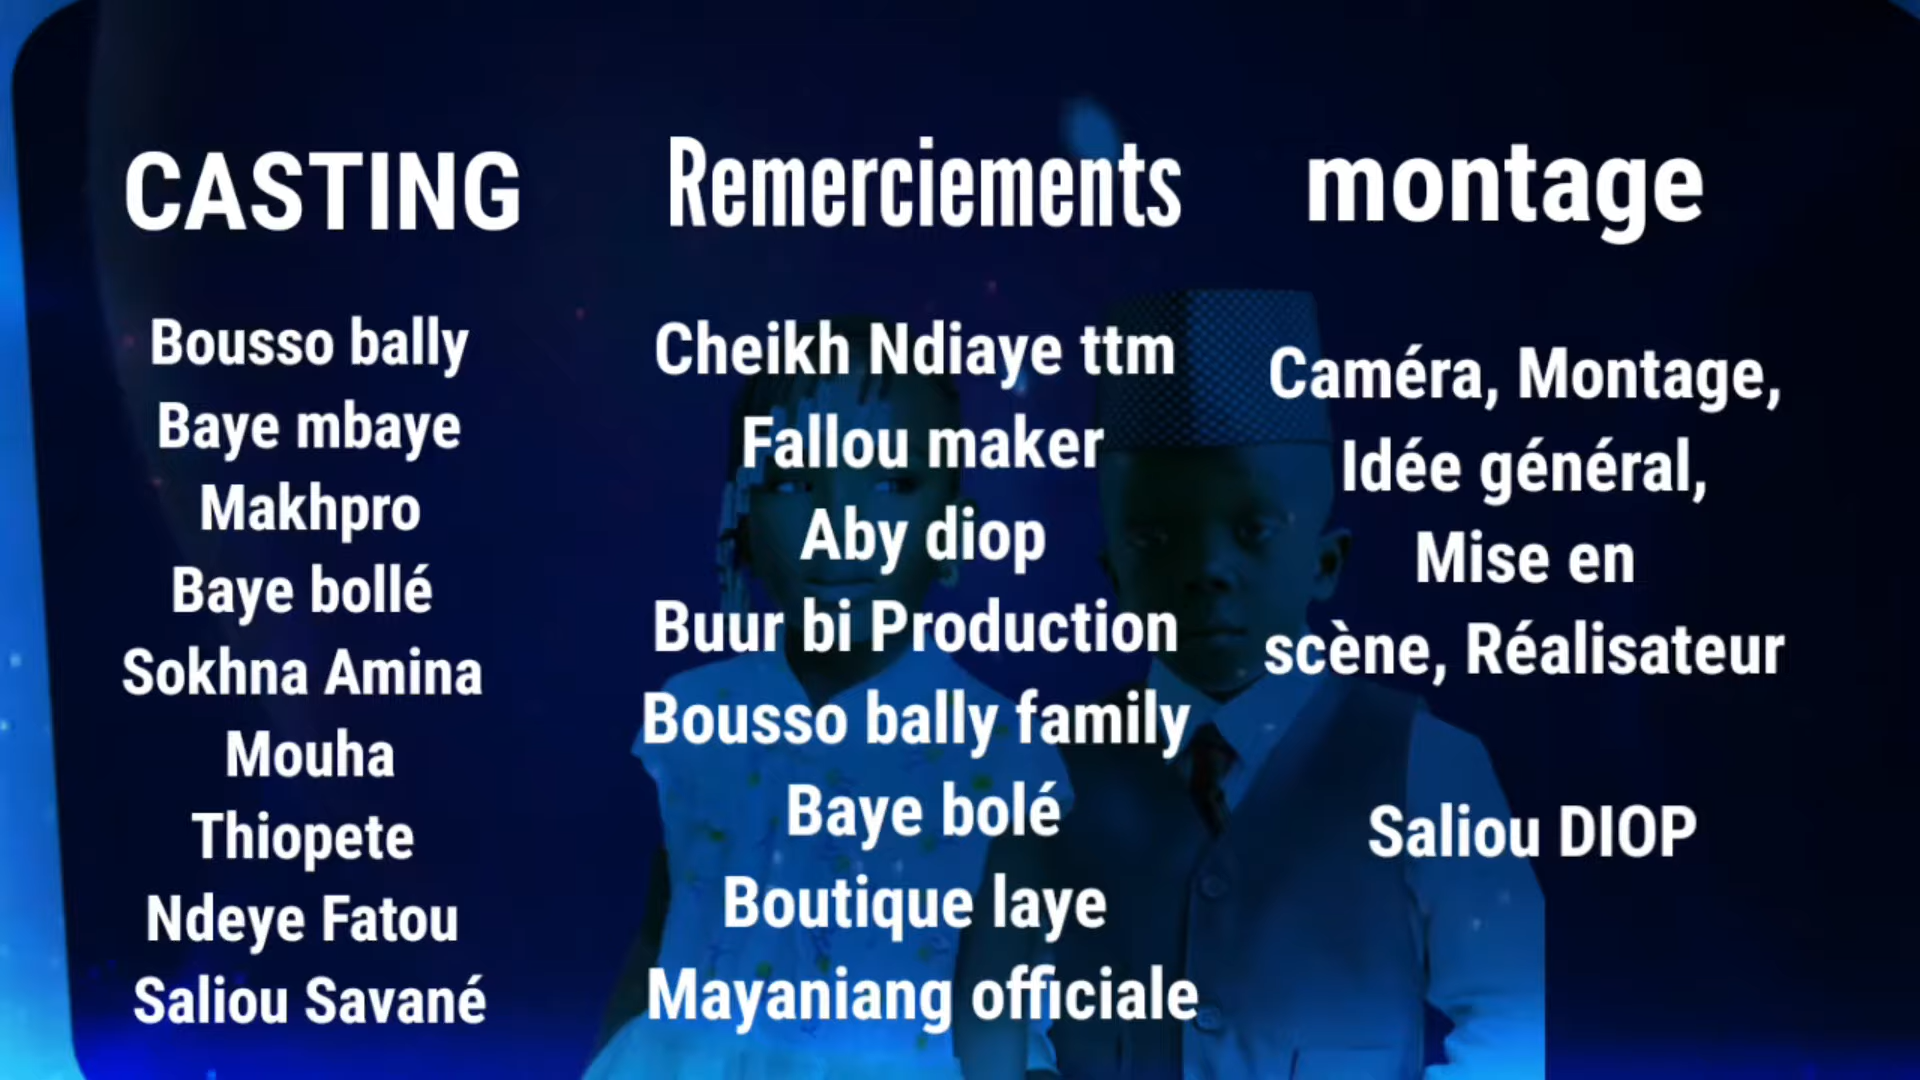 CASTING
Bousso bally
Baye mbaye
Makhpro
Baye bollé
Sokhna Amina
Mouha
Thiopete
Ndeye Fatou
Saliou Savané
Remerciements
Cheikh Ndiaye ttm
Fallou maker
Aby diop
Buur bi Production
Bousso bally family
Baye bolé
Boutique laye
Mayaniang officiale
montage
Caméra, Montage,
Idée général,
Mise en
scène, Réalisateur
Saliou DIOP